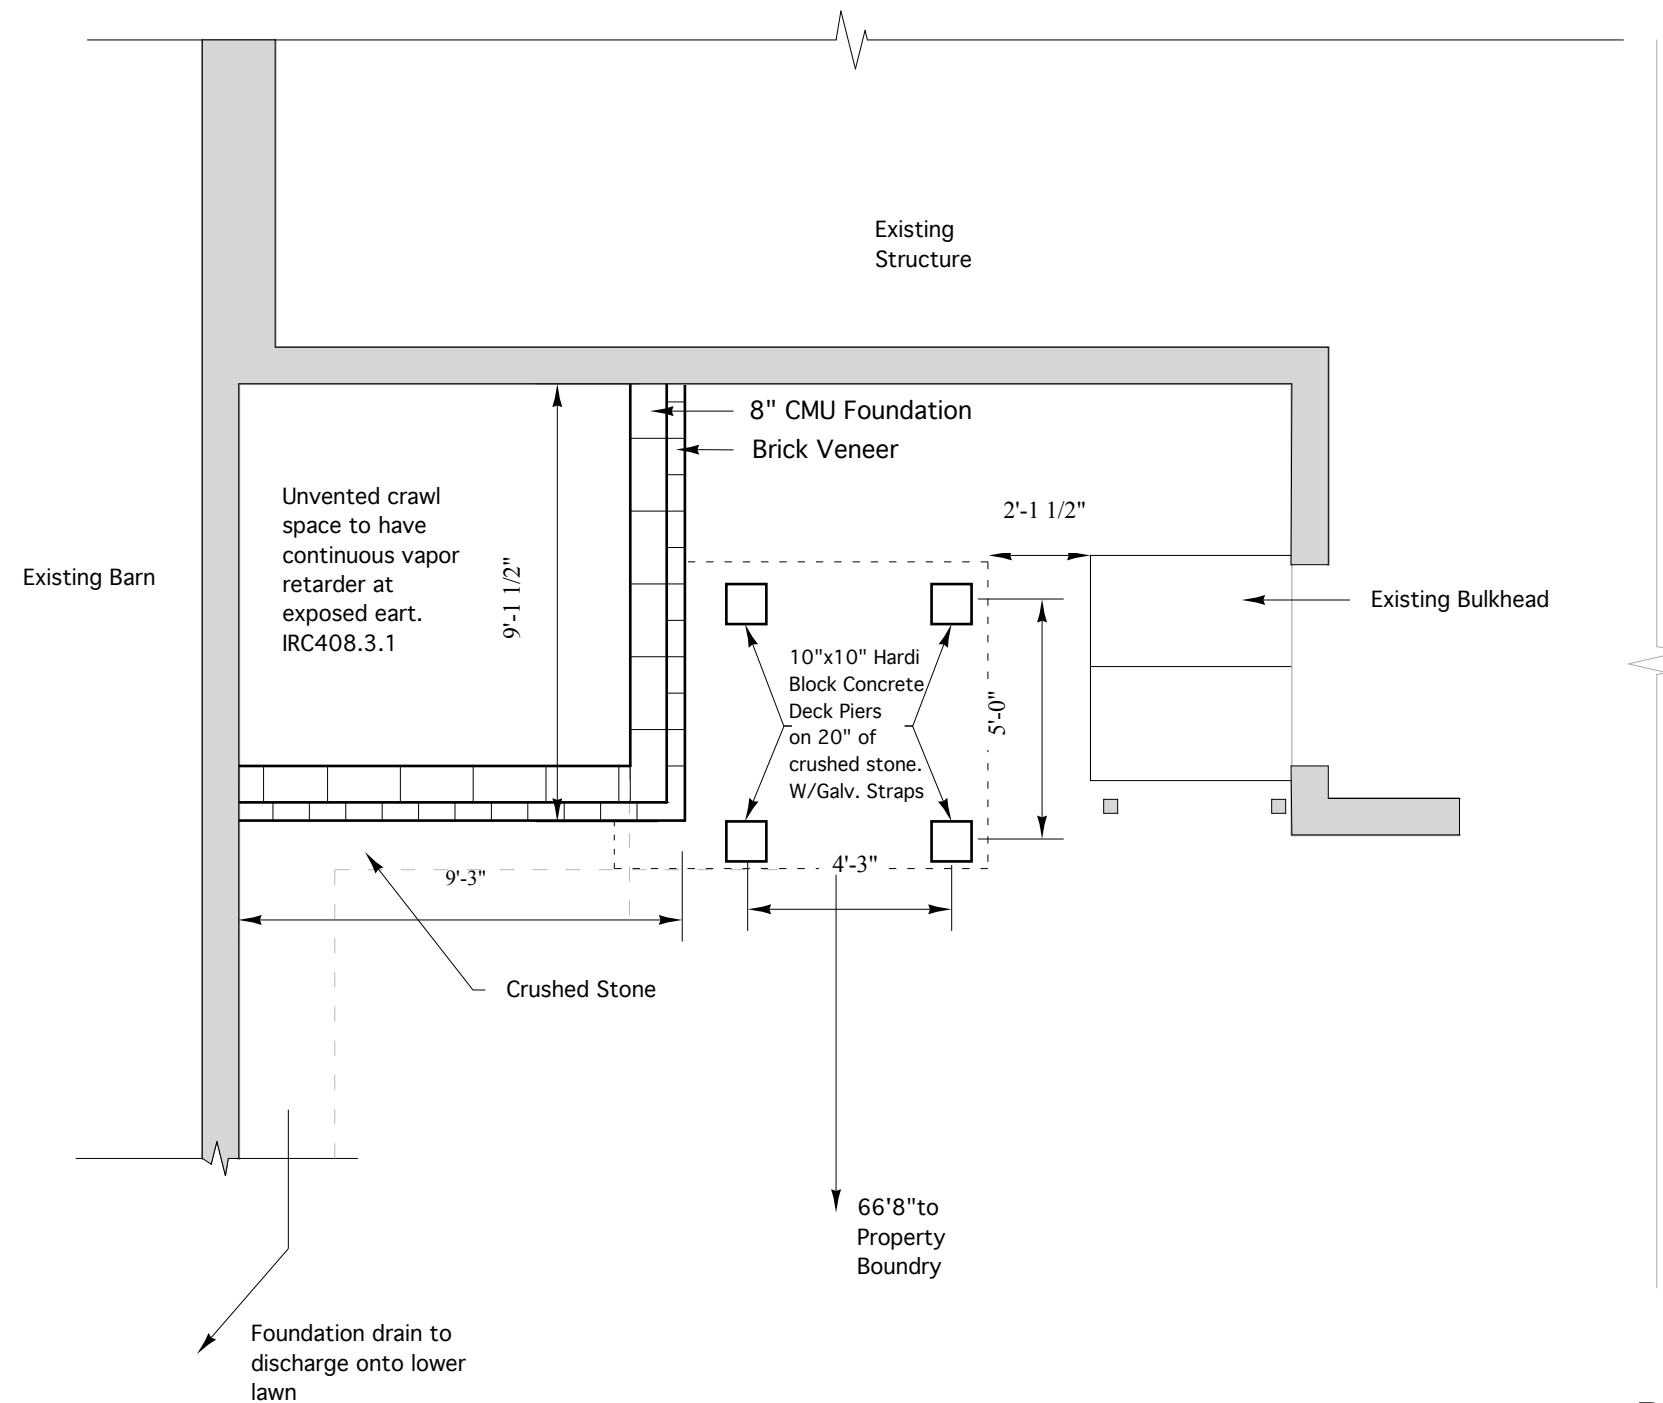 Existing
Structure
8" CMU Foundation
Brick Veneer
Unvented crawl
space to have
continuous vapor
retarder at
exposed eart.
IRC408.3.1
9'-1 1/2"
2'-1 1/2"
Existing Barn
Existing Bulkhead
10"x10" Hardi
Block Concrete
Deck Piers
on 20" of
crushed stone.
W/Galv. Straps
5'-0"
4'-3"
9'-3"
Crushed Stone
66'8"to
Property
Boundry
Foundation drain to
discharge onto lower
lawn